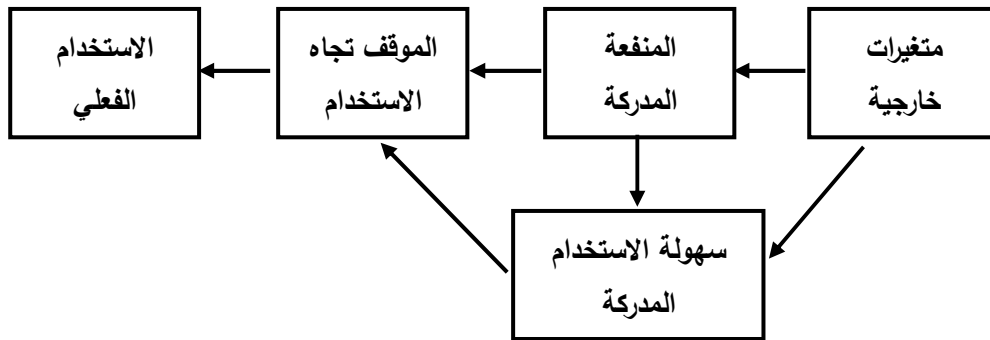 متغيرات
خارجية
المنفعة
المدركة
الموقف تجاه
الاستخدام
الاستخدام
الفعلي
سهولة الاستخدام
المدركة